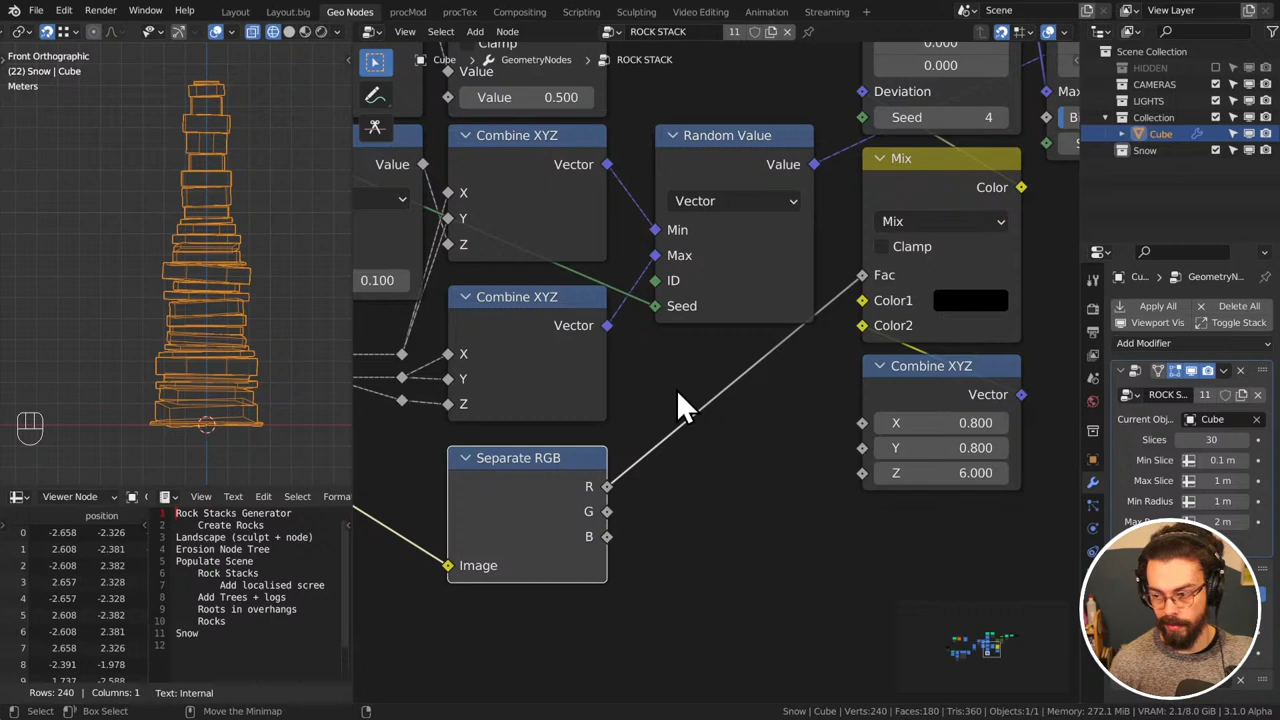 File Edit Render Window Help Layout Layout.big Geo Nodes procMod procTex Compositing Scripting Sculpting Video Editing Animation Streaming Scene View Layer
View Select Add Node ROCK STACK 11
Front Orthographic
(22) Snow | Cube
Meters
Cube GeometryNodes ROCK STACK
Clamp
Value
Value 0.500
Combine XYZ
Value
Vector
X
Y
Z
0.100
Combine XYZ
Vector
X
Y
Z
Separate RGB
R
G
B
Image
Random Value
Value
Vector
Min
Max
ID
Seed
0.000
0.000
Deviation
Seed 4
Max
B
Mix
Color
Mix
Clamp
Fac
Color1
Color2
Combine XYZ
Vector
X 0.800
Y 0.800
Z 6.000
Scene Collection
HIDDEN
CAMERAS
LIGHTS
Collection
Cube
Snow
Cu... GeometryN...
Apply All Delete All
Viewport Vis Toggle Stack
Add Modifier
ROCK S... 11
Current Obj... Cube
Slices 30
Min Slice 0.1 m
Max Slice 1 m
Min Radius 1 m
Max 2 m
Viewer Node View Text Edit Select Format
position
0 -2.658 -2.326
1 2.608 -2.381
2 -2.608 2.382
3 2.657 2.328
4 -2.658 -2.326
5 2.608 -2.382
6 -2.608 2.381
7 2.658 2.326
8 -2.391 -1.978
9 1.737 -2.588
Rows: 240 | Columns: 1
1 Rock Stacks Generator
2 Create Rocks
3 Landscape (sculpt + node)
4 Erosion Node Tree
5 Populate Scene
6 Rock Stacks
7 Add localised scree
8 Add Trees + logs
9 Roots in overhangs
10 Rocks
11 Snow
12
Text: Internal
Select Box Select Move the Minimap Snow | Cube | Verts:240 | Faces:180 | Tris:360 | Objects:1/1 | Memory: 272.1 MiB | VRAM: 2.1/8.0 GiB | 3.1.0 Alpha